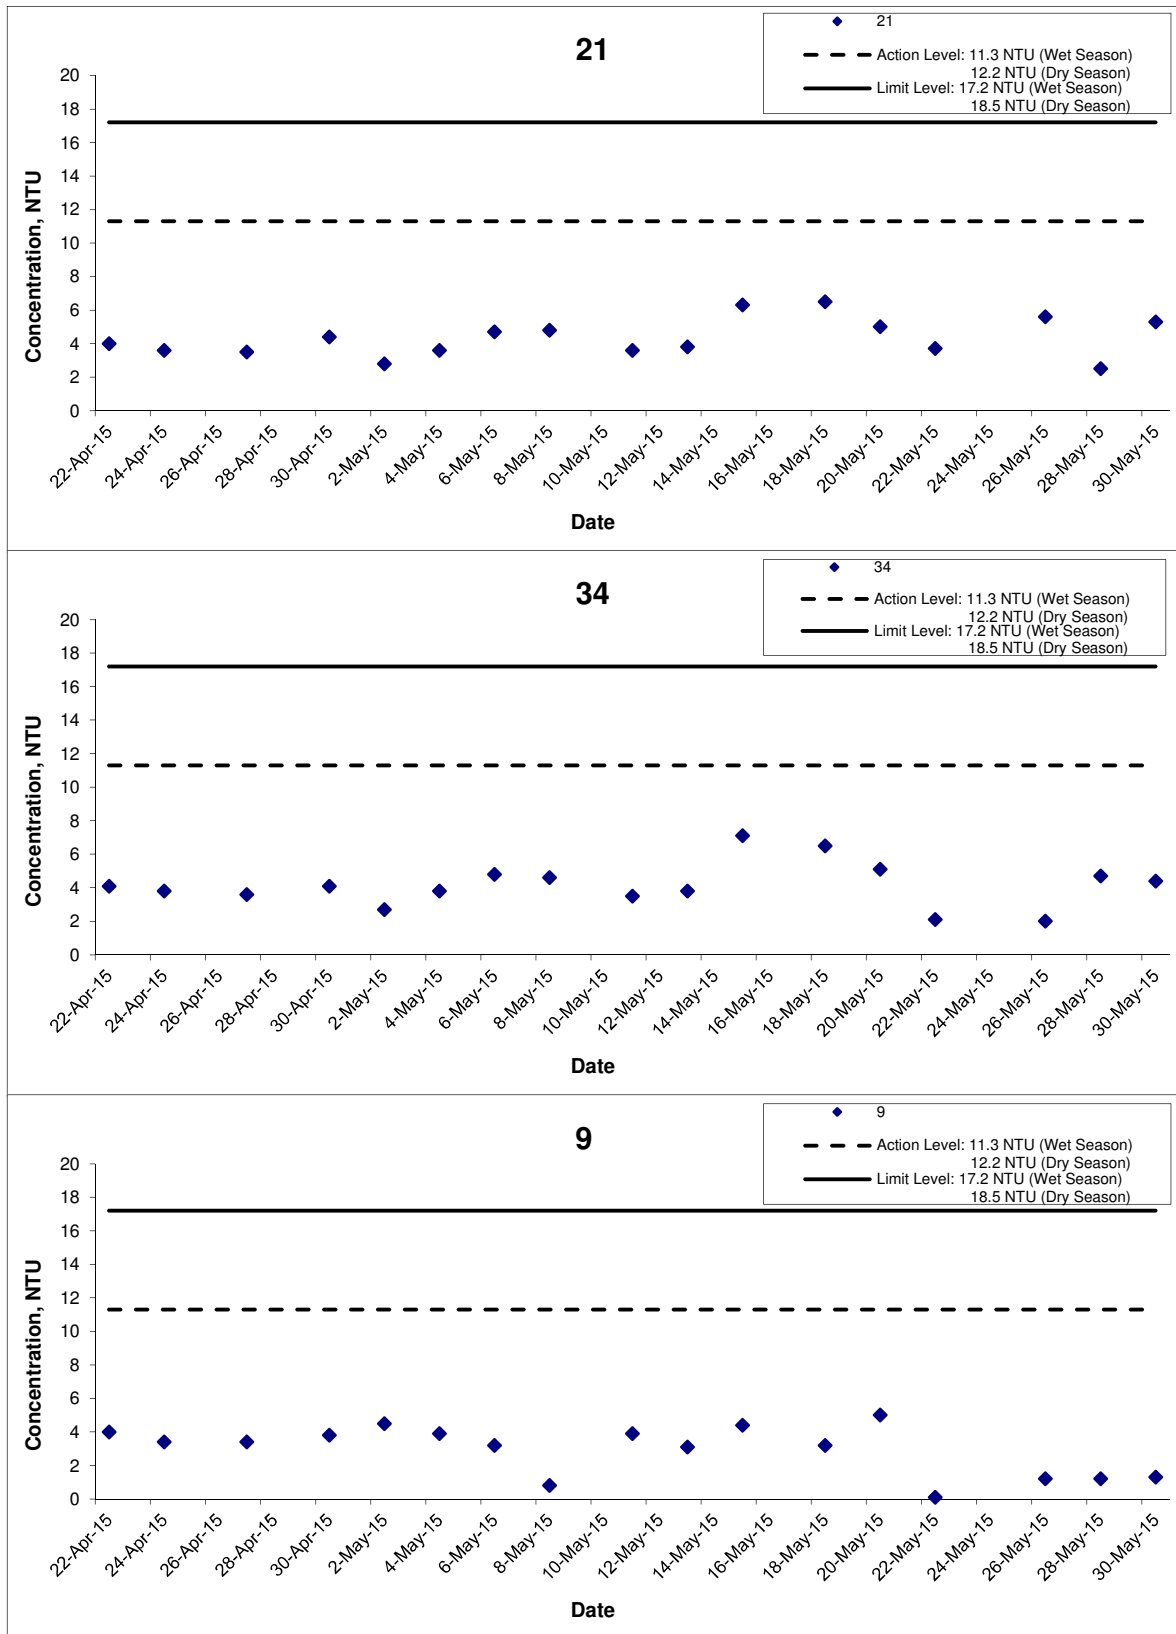 21
21
Action Level: 11.3 NTU (Wet Season)
12.2 NTU (Dry Season)
Limit Level: 17.2 NTU (Wet Season)
18.5 NTU (Dry Season)
20
18
16
14
12
10
8
6
4
2
0
Concentration, NTU
22-Apr-15
24-Apr-15
26-Apr-15
28-Apr-15
30-Apr-15
2-May-15
4-May-15
6-May-15
8-May-15
10-May-15
12-May-15
14-May-15
16-May-15
18-May-15
20-May-15
22-May-15
24-May-15
26-May-15
28-May-15
30-May-15
Date
34
34
Action Level: 11.3 NTU (Wet Season)
12.2 NTU (Dry Season)
Limit Level: 17.2 NTU (Wet Season)
18.5 NTU (Dry Season)
20
18
16
14
12
10
8
6
4
2
0
Concentration, NTU
22-Apr-15
24-Apr-15
26-Apr-15
28-Apr-15
30-Apr-15
2-May-15
4-May-15
6-May-15
8-May-15
10-May-15
12-May-15
14-May-15
16-May-15
18-May-15
20-May-15
22-May-15
24-May-15
26-May-15
28-May-15
30-May-15
Date
9
9
Action Level: 11.3 NTU (Wet Season)
12.2 NTU (Dry Season)
Limit Level: 17.2 NTU (Wet Season)
18.5 NTU (Dry Season)
20
18
16
14
12
10
8
6
4
2
0
Concentration, NTU
22-Apr-15
24-Apr-15
26-Apr-15
28-Apr-15
30-Apr-15
2-May-15
4-May-15
6-May-15
8-May-15
10-May-15
12-May-15
14-May-15
16-May-15
18-May-15
20-May-15
22-May-15
24-May-15
26-May-15
28-May-15
30-May-15
Date